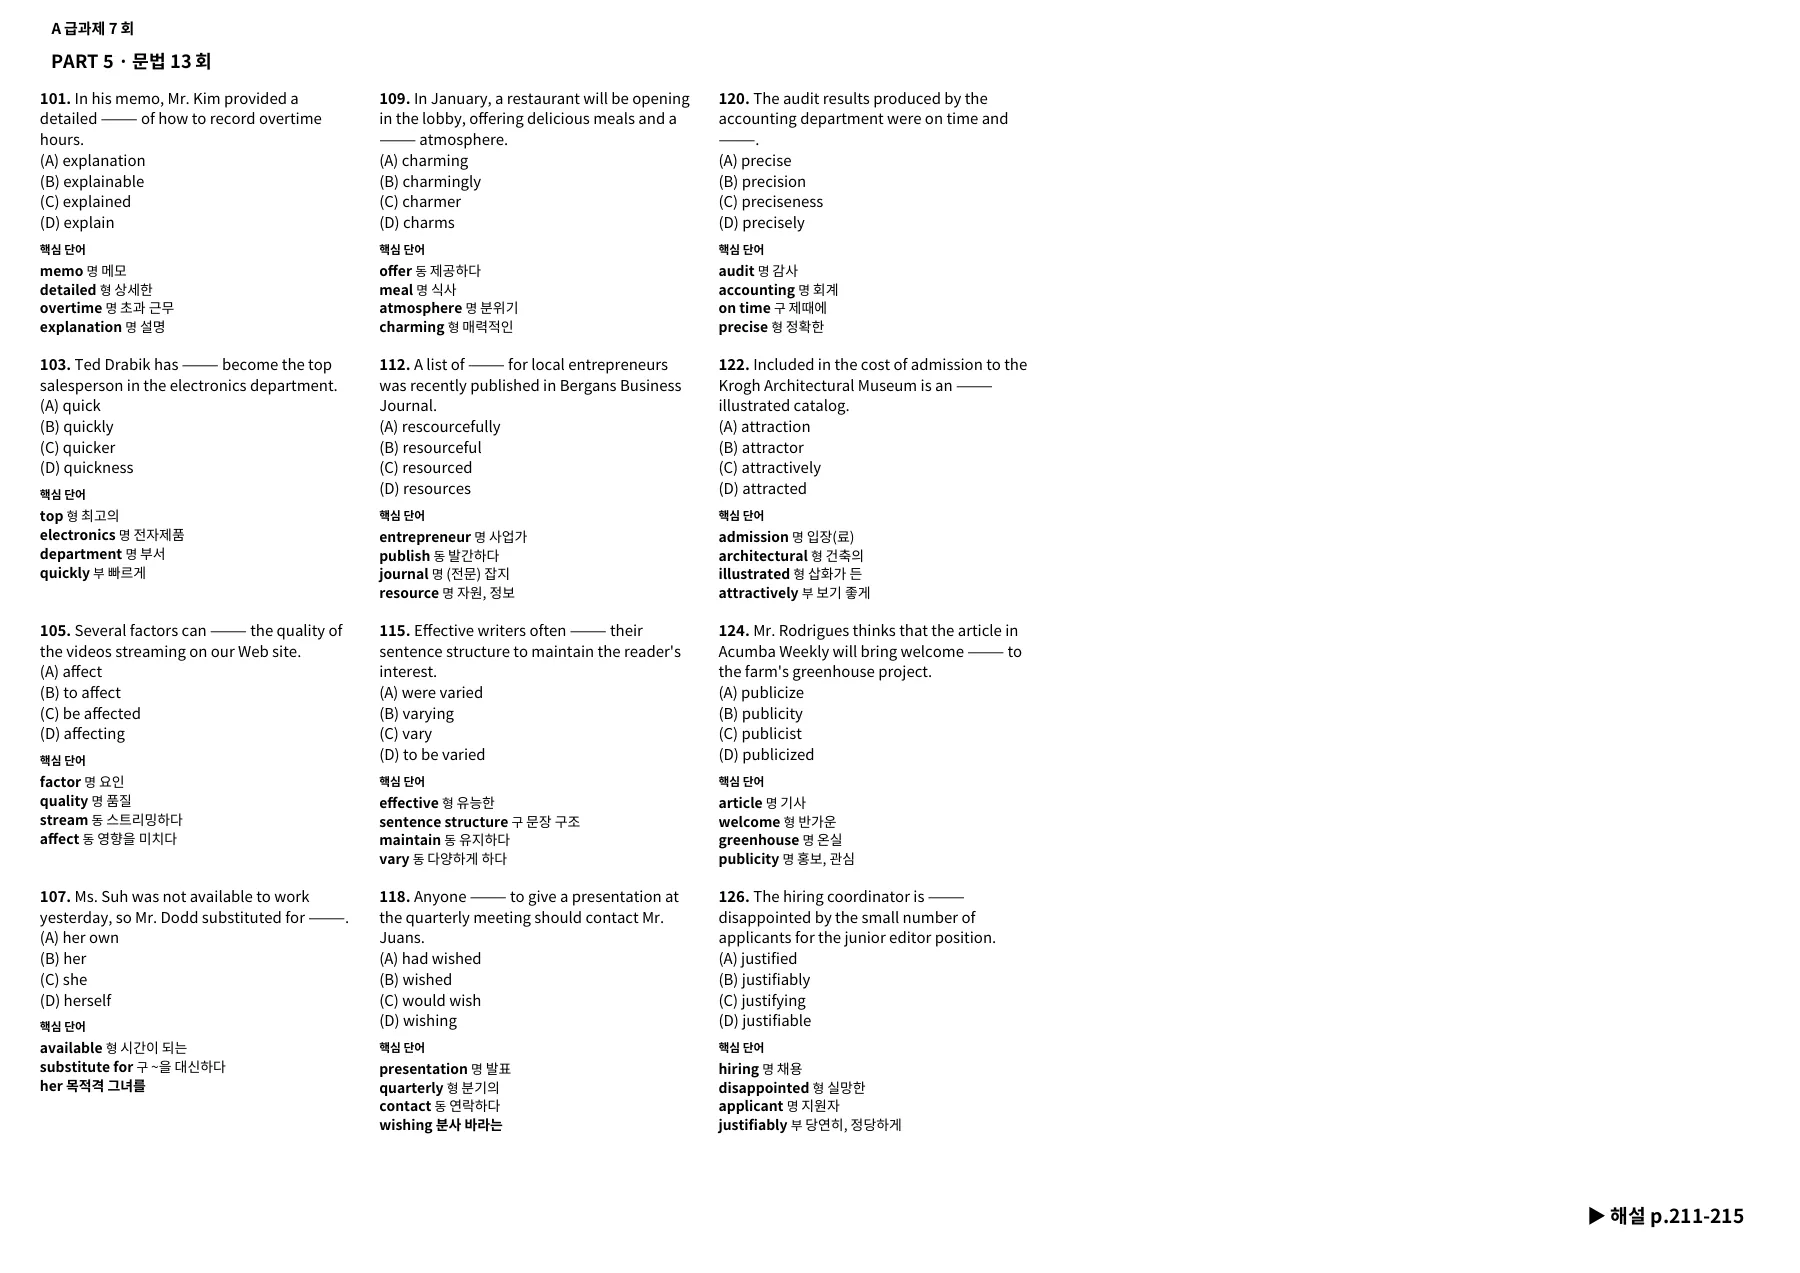 A급과제 7회
PART 5 · 문법 13회
101. In his memo, Mr. Kim provided a
detailed ––––– of how to record overtime
hours.
(A) explanation
(B) explainable
(C) explained
(D) explain
핵심 단어
memo 명 메모
detailed 형 상세한
overtime 명 초과 근무
explanation 명 설명
103. Ted Drabik has ––––– become the top
salesperson in the electronics department.
(A) quick
(B) quickly
(C) quicker
(D) quickness
핵심 단어
top 형 최고의
electronics 명 전자제품
department 명 부서
quickly 부 빠르게
105. Several factors can ––––– the quality of
the videos streaming on our Web site.
(A) affect
(B) to affect
(C) be affected
(D) affecting
핵심 단어
factor 명 요인
quality 명 품질
stream 동 스트리밍하다
affect 동 영향을 미치다
107. Ms. Suh was not available to work
yesterday, so Mr. Dodd substituted for –––––.
(A) her own
(B) her
(C) she
(D) herself
핵심 단어
available 형 시간이 되는
substitute for 구 ~을 대신하다
her 목적격 그녀를
109. In January, a restaurant will be opening
in the lobby, offering delicious meals and a
––––– atmosphere.
(A) charming
(B) charmingly
(C) charmer
(D) charms
핵심 단어
offer 동 제공하다
meal 명 식사
atmosphere 명 분위기
charming 형 매력적인
112. A list of ––––– for local entrepreneurs
was recently published in Bergans Business
Journal.
(A) rescourcefully
(B) resourceful
(C) resourced
(D) resources
핵심 단어
entrepreneur 명 사업가
publish 동 발간하다
journal 명 (전문) 잡지
resource 명 자원, 정보
115. Effective writers often ––––– their
sentence structure to maintain the reader's
interest.
(A) were varied
(B) varying
(C) vary
(D) to be varied
핵심 단어
effective 형 유능한
sentence structure 구 문장 구조
maintain 동 유지하다
vary 동 다양하게 하다
118. Anyone ––––– to give a presentation at
the quarterly meeting should contact Mr.
Juans.
(A) had wished
(B) wished
(C) would wish
(D) wishing
핵심 단어
presentation 명 발표
quarterly 형 분기의
contact 동 연락하다
wishing 분사 바라는
120. The audit results produced by the
accounting department were on time and
–––––.
(A) precise
(B) precision
(C) preciseness
(D) precisely
핵심 단어
audit 명 감사
accounting 명 회계
on time 구 제때에
precise 형 정확한
122. Included in the cost of admission to the
Krogh Architectural Museum is an –––––
illustrated catalog.
(A) attraction
(B) attractor
(C) attractively
(D) attracted
핵심 단어
admission 명 입장(료)
architectural 형 건축의
illustrated 형 삽화가 든
attractively 부 보기 좋게
124. Mr. Rodrigues thinks that the article in
Acumba Weekly will bring welcome ––––– to
the farm's greenhouse project.
(A) publicize
(B) publicity
(C) publicist
(D) publicized
핵심 단어
article 명 기사
welcome 형 반가운
greenhouse 명 온실
publicity 명 홍보, 관심
126. The hiring coordinator is –––––
disappointed by the small number of
applicants for the junior editor position.
(A) justified
(B) justifiably
(C) justifying
(D) justifiable
핵심 단어
hiring 명 채용
disappointed 형 실망한
applicant 명 지원자
justifiably 부 당연히, 정당하게
▶ 해설 p.211-215